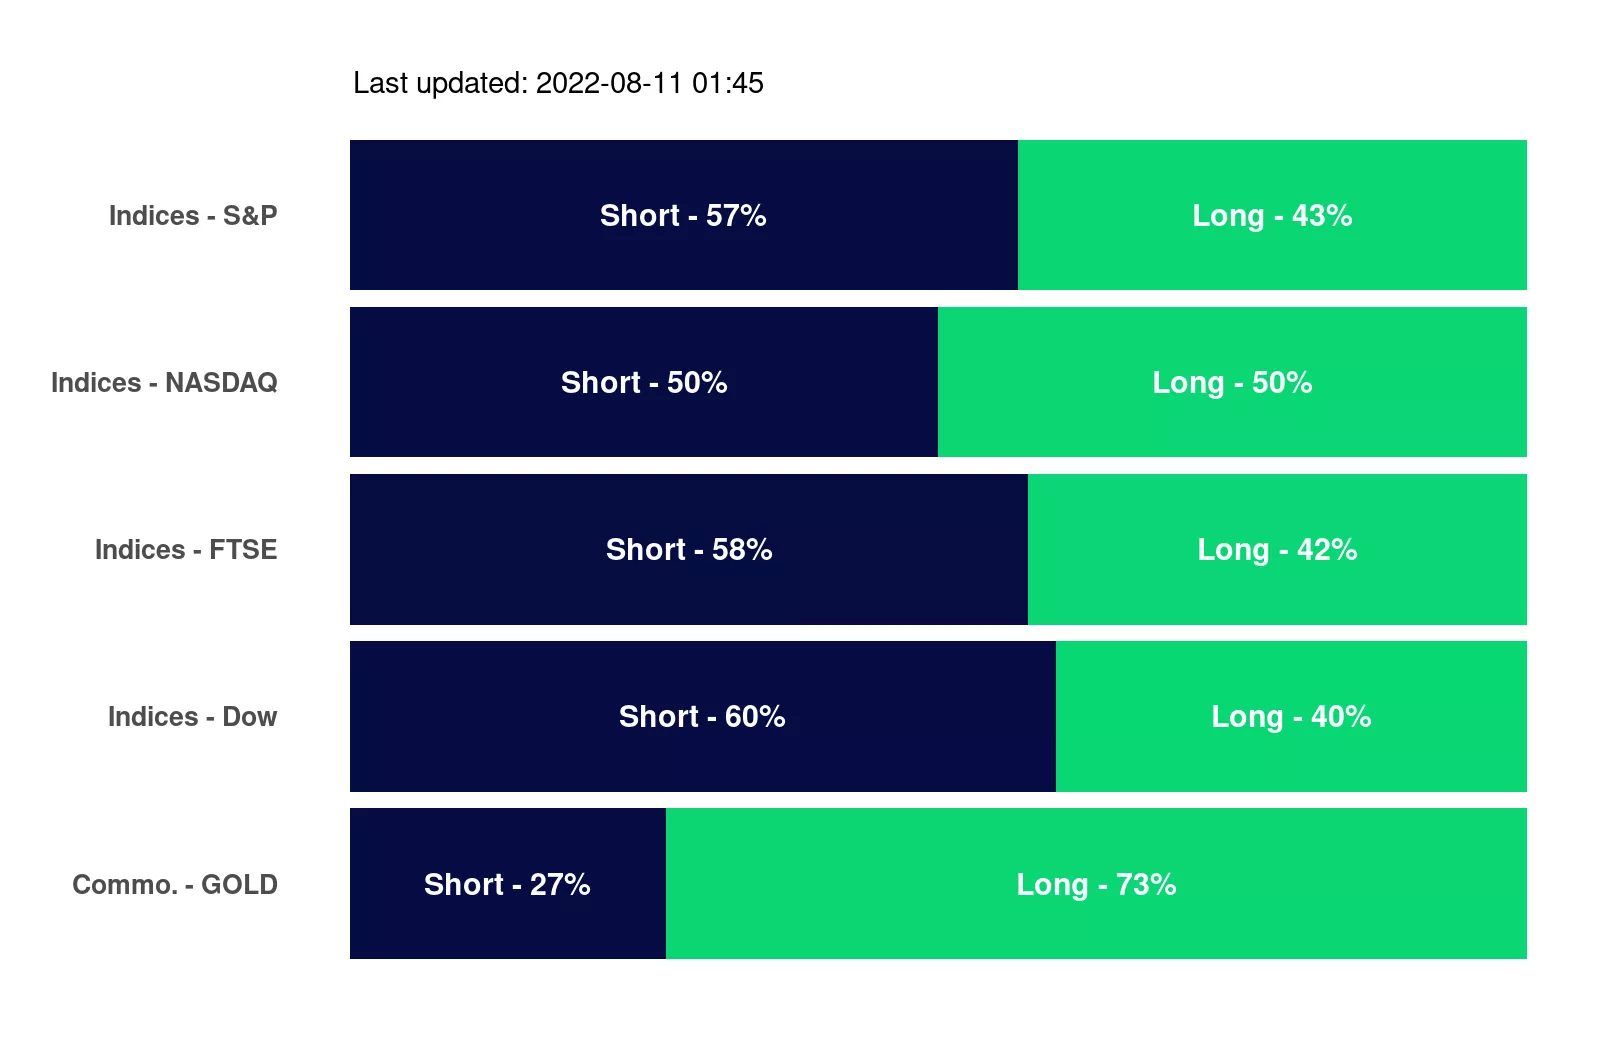 Last updated: 2022-08-11 01:45
Indices - S&P Short - 57% Long - 43%
Indices - NASDAQ Short - 50% Long - 50%
Indices - FTSE Short - 58% Long - 42%
Indices - Dow Short - 60% Long - 40%
Commo. - GOLD Short - 27% Long - 73%